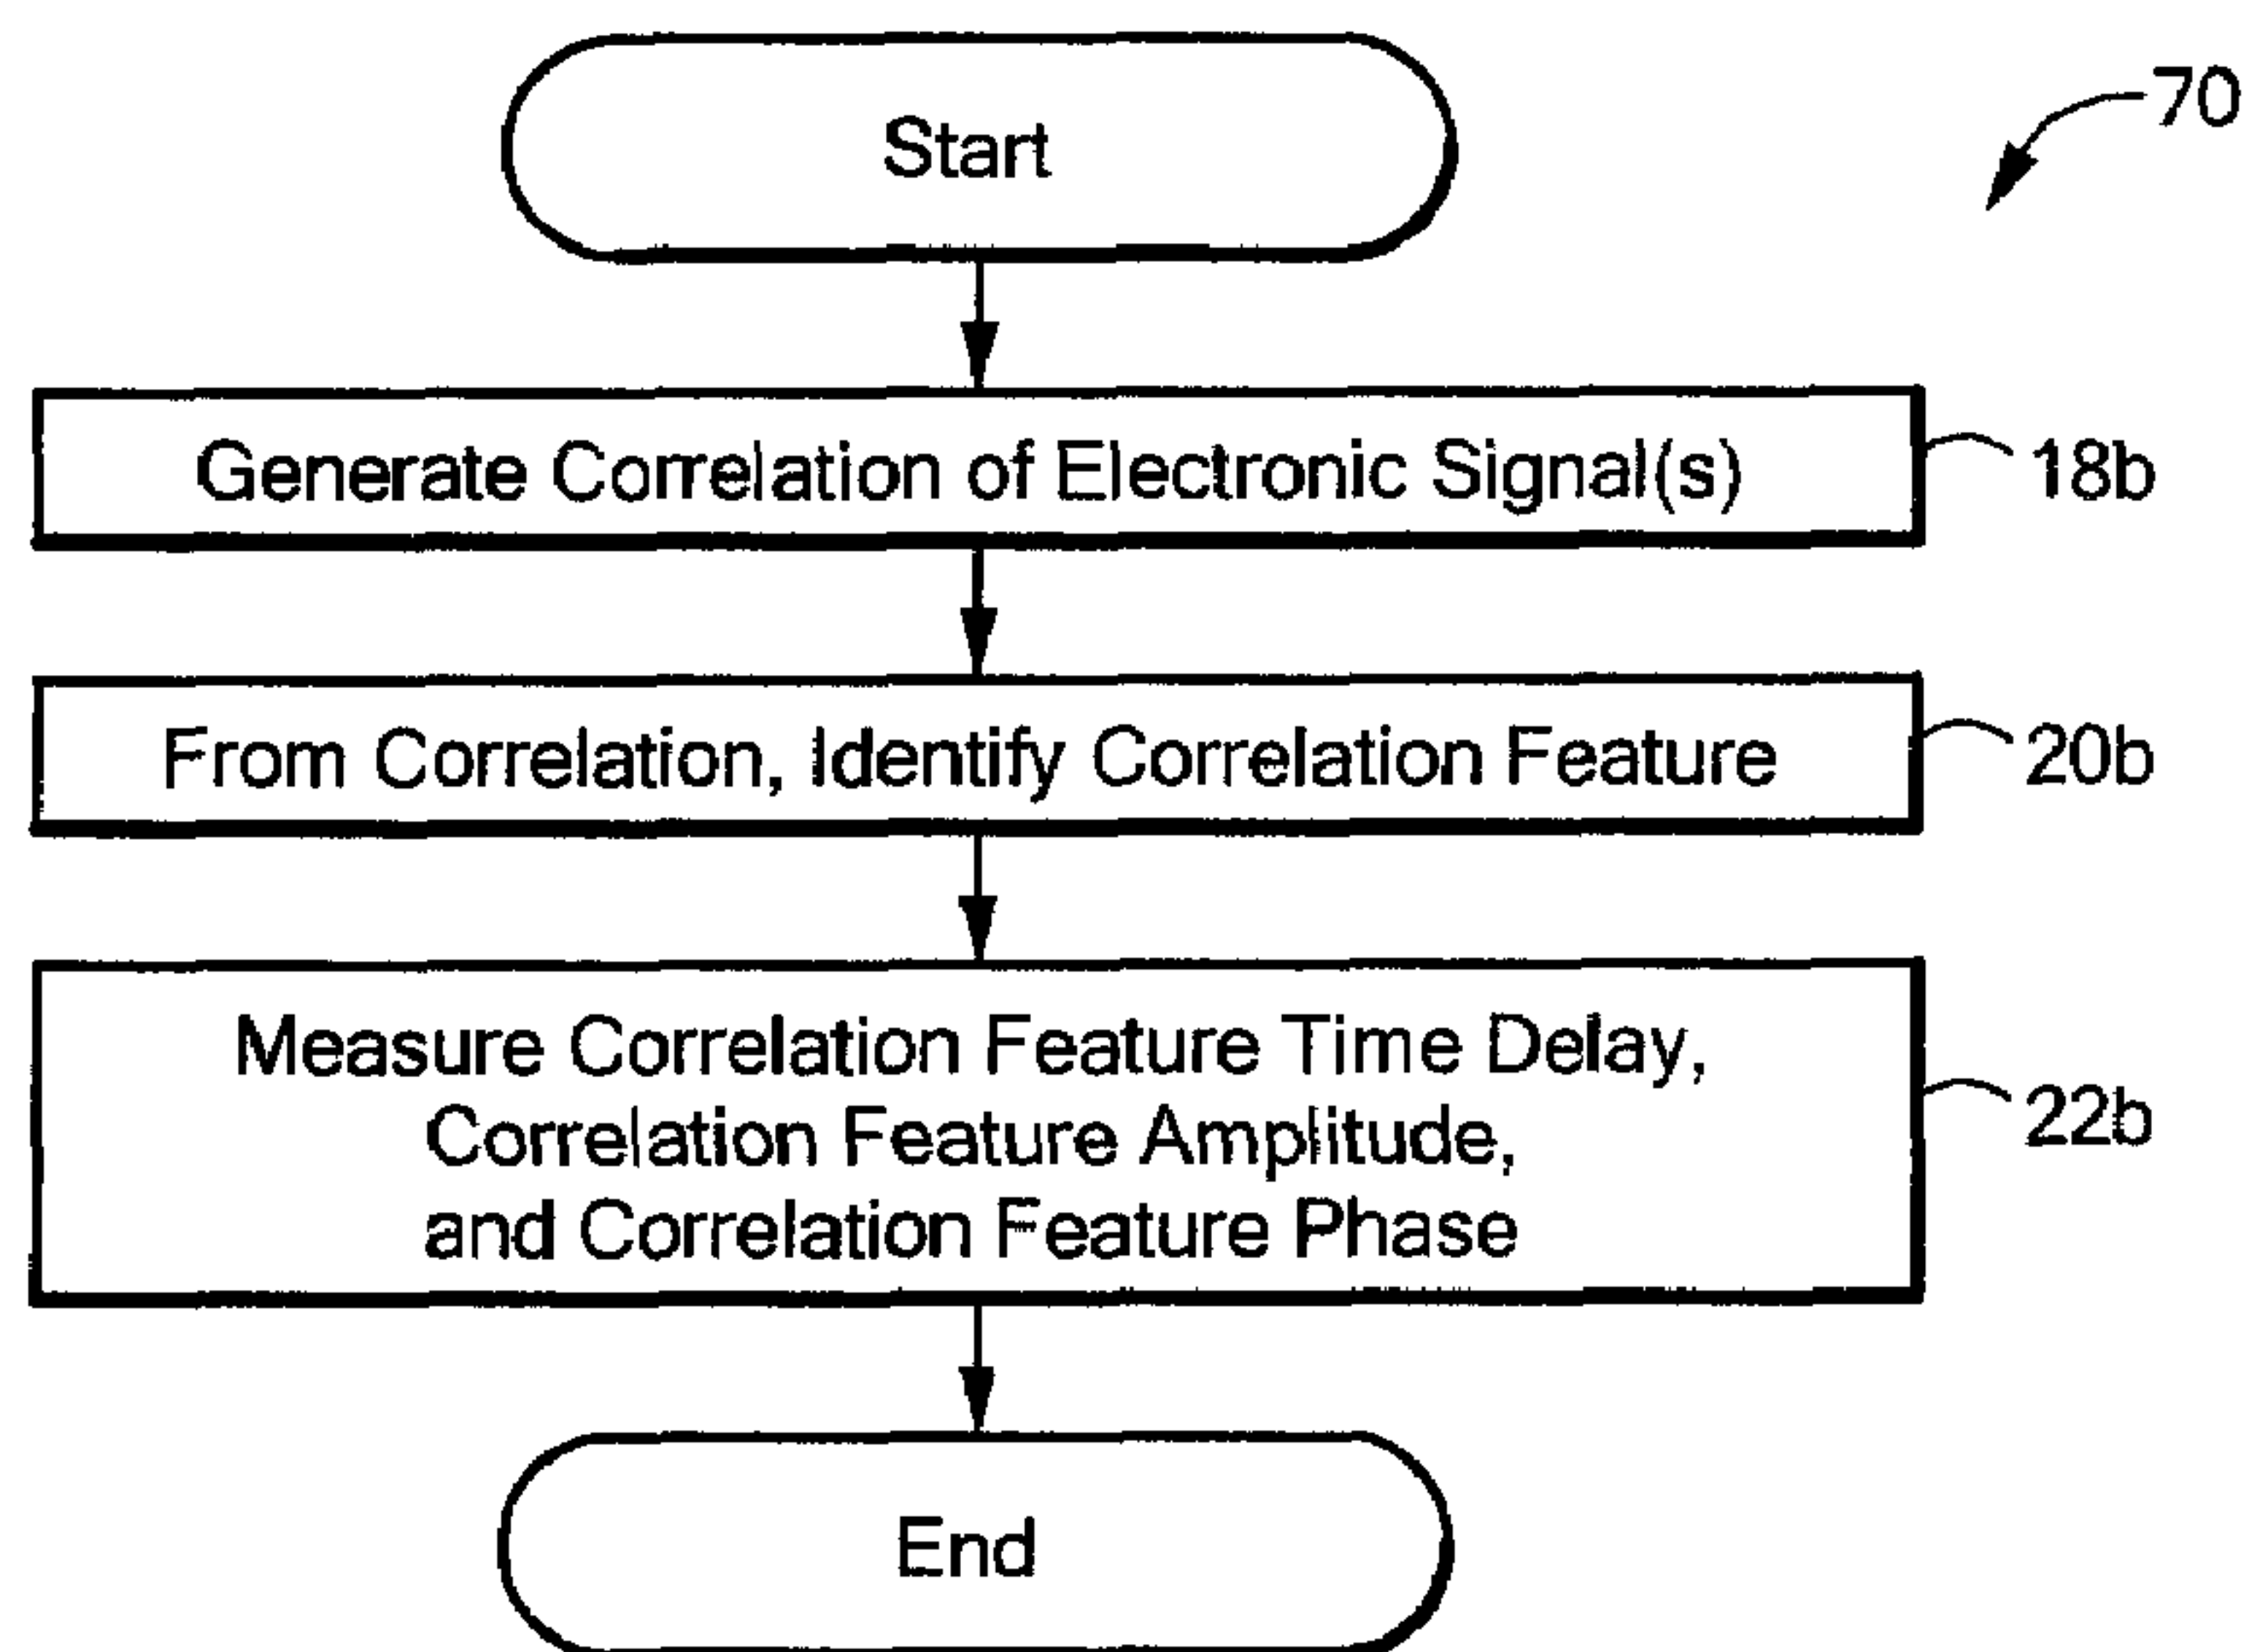 Start
70
Generate Correlation of Electronic Signal(s)
18b
From Correlation, Identify Correlation Feature
20b
Measure Correlation Feature Time Delay,
Correlation Feature Amplitude,
and Correlation Feature Phase
22b
End